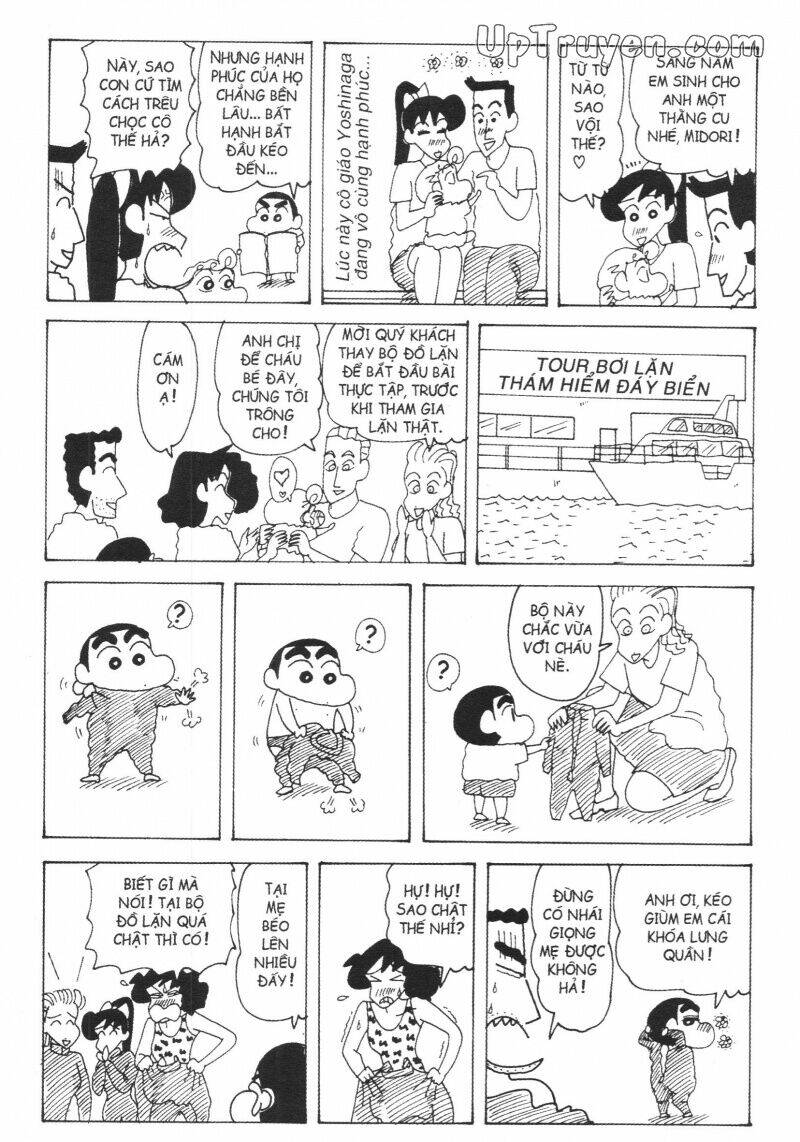 UpTruyen.com
SANG NĂM
EM SINH CHO
ANH MỘT
THẰNG CU
NHÉ, MIDORI!
TỪ TỪ
NÀO,
SAO
VỘI
THẾ?
Lúc này cô giáo Yoshinaga
đang vô cùng hạnh phúc...
NHƯNG HẠNH
PHÚC CỦA HỌ
CHẲNG BỀN
LÂU... BẤT
HẠNH BẮT
ĐẦU KÉO
ĐẾN...
NÀY, SAO
CON CỨ TÌM
CÁCH TRÊU
CHỌC CÔ
THẾ HẢ?
TOUR BƠI LẶN
THÁM HIỂM ĐÁY BIỂN
MỜI QUÝ KHÁCH
THAY BỘ ĐỒ LẶN
ĐỂ BẮT ĐẦU BÀI
THỰC TẬP, TRƯỚC
KHI THAM GIA
LẶN THẬT.
ANH CHỊ
ĐỂ CHÁU
BÉ ĐÂY,
CHÚNG TÔI
TRÔNG
CHO!
CÁM
ƠN
Ạ!
BỘ NÀY
CHẮC VỪA
VỚI CHÁU
NÈ.
?
?
?
ANH ƠI, KÉO
GIÙM EM CÁI
KHÓA LƯNG
QUẦN!
ĐỪNG
CÓ NHÁI
GIỌNG
MẸ ĐƯỢC
KHÔNG
HẢ!
HỰ! HỰ!
SAO CHẬT
THẾ NHỈ?
TẠI
MẸ
BÉO
LÊN
NHIỀU
ĐẤY!
BIẾT GÌ MÀ
NÓI! TẠI BỘ
ĐỒ LẶN QUÁ
CHẬT THÌ CÓ!